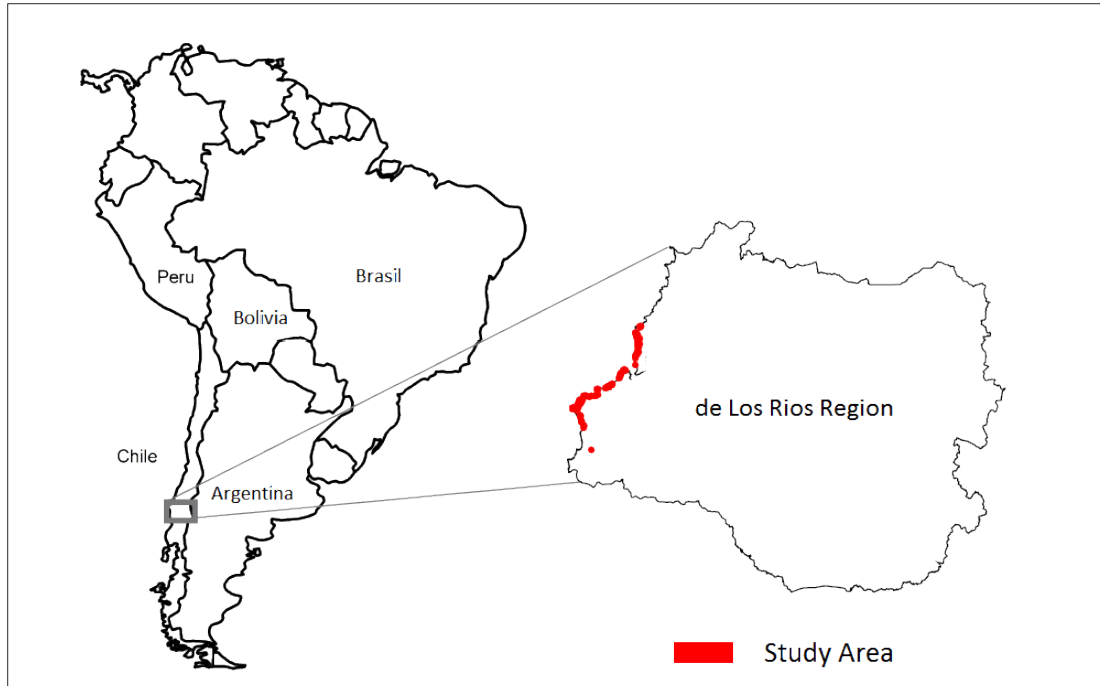 Peru
Brasil
Bolivia
de Los Rios Region
Chile
Argentina
Study Area